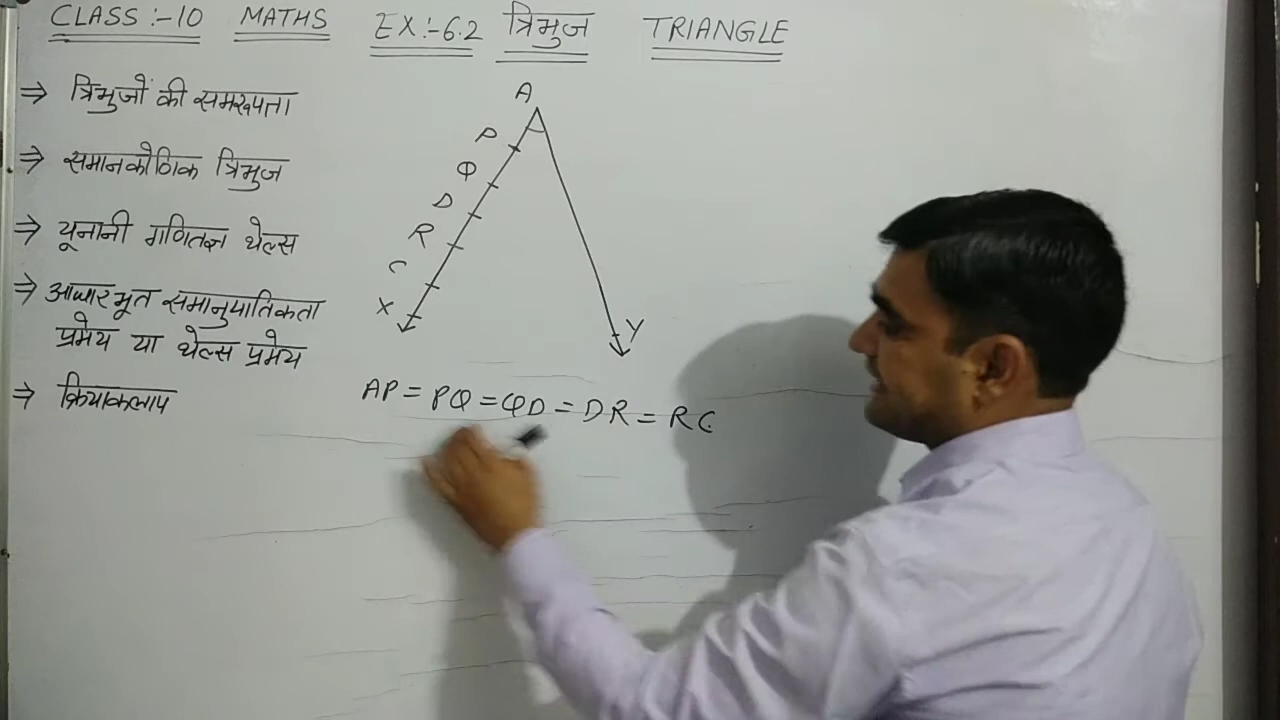 CLASS :-10 MATHS EX:-6.2 त्रिभुज TRIANGLE
⇒ त्रिभुजों की समरूपता
⇒ समानकोणिक त्रिभुज
⇒ यूनानी गणितज्ञ थेल्स
⇒ आधारभूत समानुपातिकता
प्रमेय या थेल्स प्रमेय
⇒ क्रियाकलाप
A
P
Q
D
R
C
X
Y
AP = PQ = QD = DR = RC